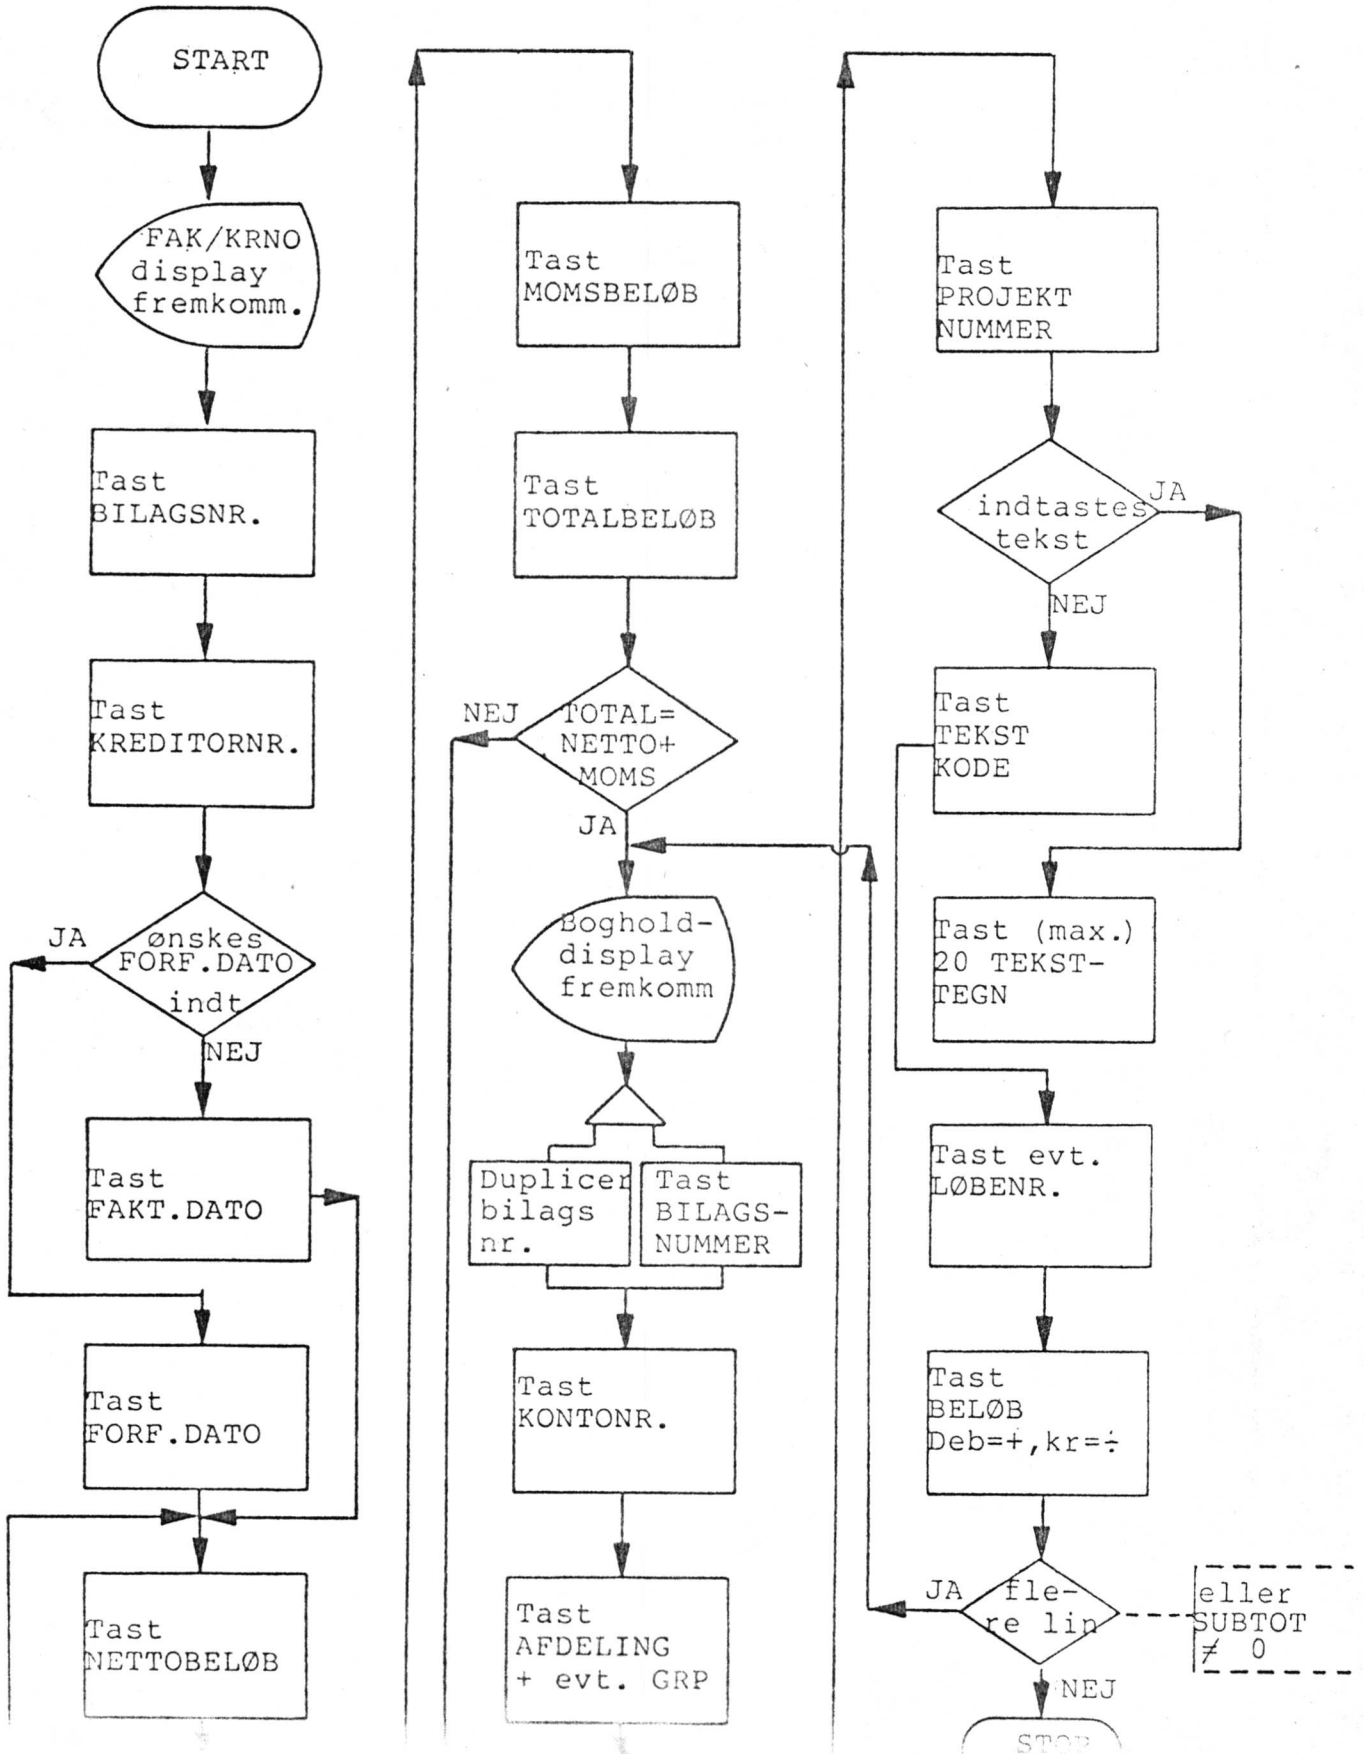 START
FAK/KRNO
display
fremkomm.
Tast
BILAGSNR.
Tast
KREDITORNR.
JA
ønskes
FORF.DATO
indt
NEJ
Tast
FAKT.DATO
Tast
FORF.DATO
Tast
NETTOBELØB
Tast
MOMSBELØB
Tast
TOTALBELØB
NEJ
TOTAL=
NETTO+
MOMS
JA
Boghold-
display
fremkomm
Duplicer
bilags
nr.
Tast
BILAGS-
NUMMER
Tast
KONTONR.
Tast
AFDELING
+ evt. GRP
Tast
PROJEKT
NUMMER
indtastes
tekst
JA
NEJ
Tast
TEKST
KODE
Tast (max.)
20 TEKST-
TEGN
Tast evt.
LØBENR.
Tast
BELØB
Deb=+,kr=÷
JA
fle-
re lin
eller
SUBTOT
≠ 0
NEJ
STOP